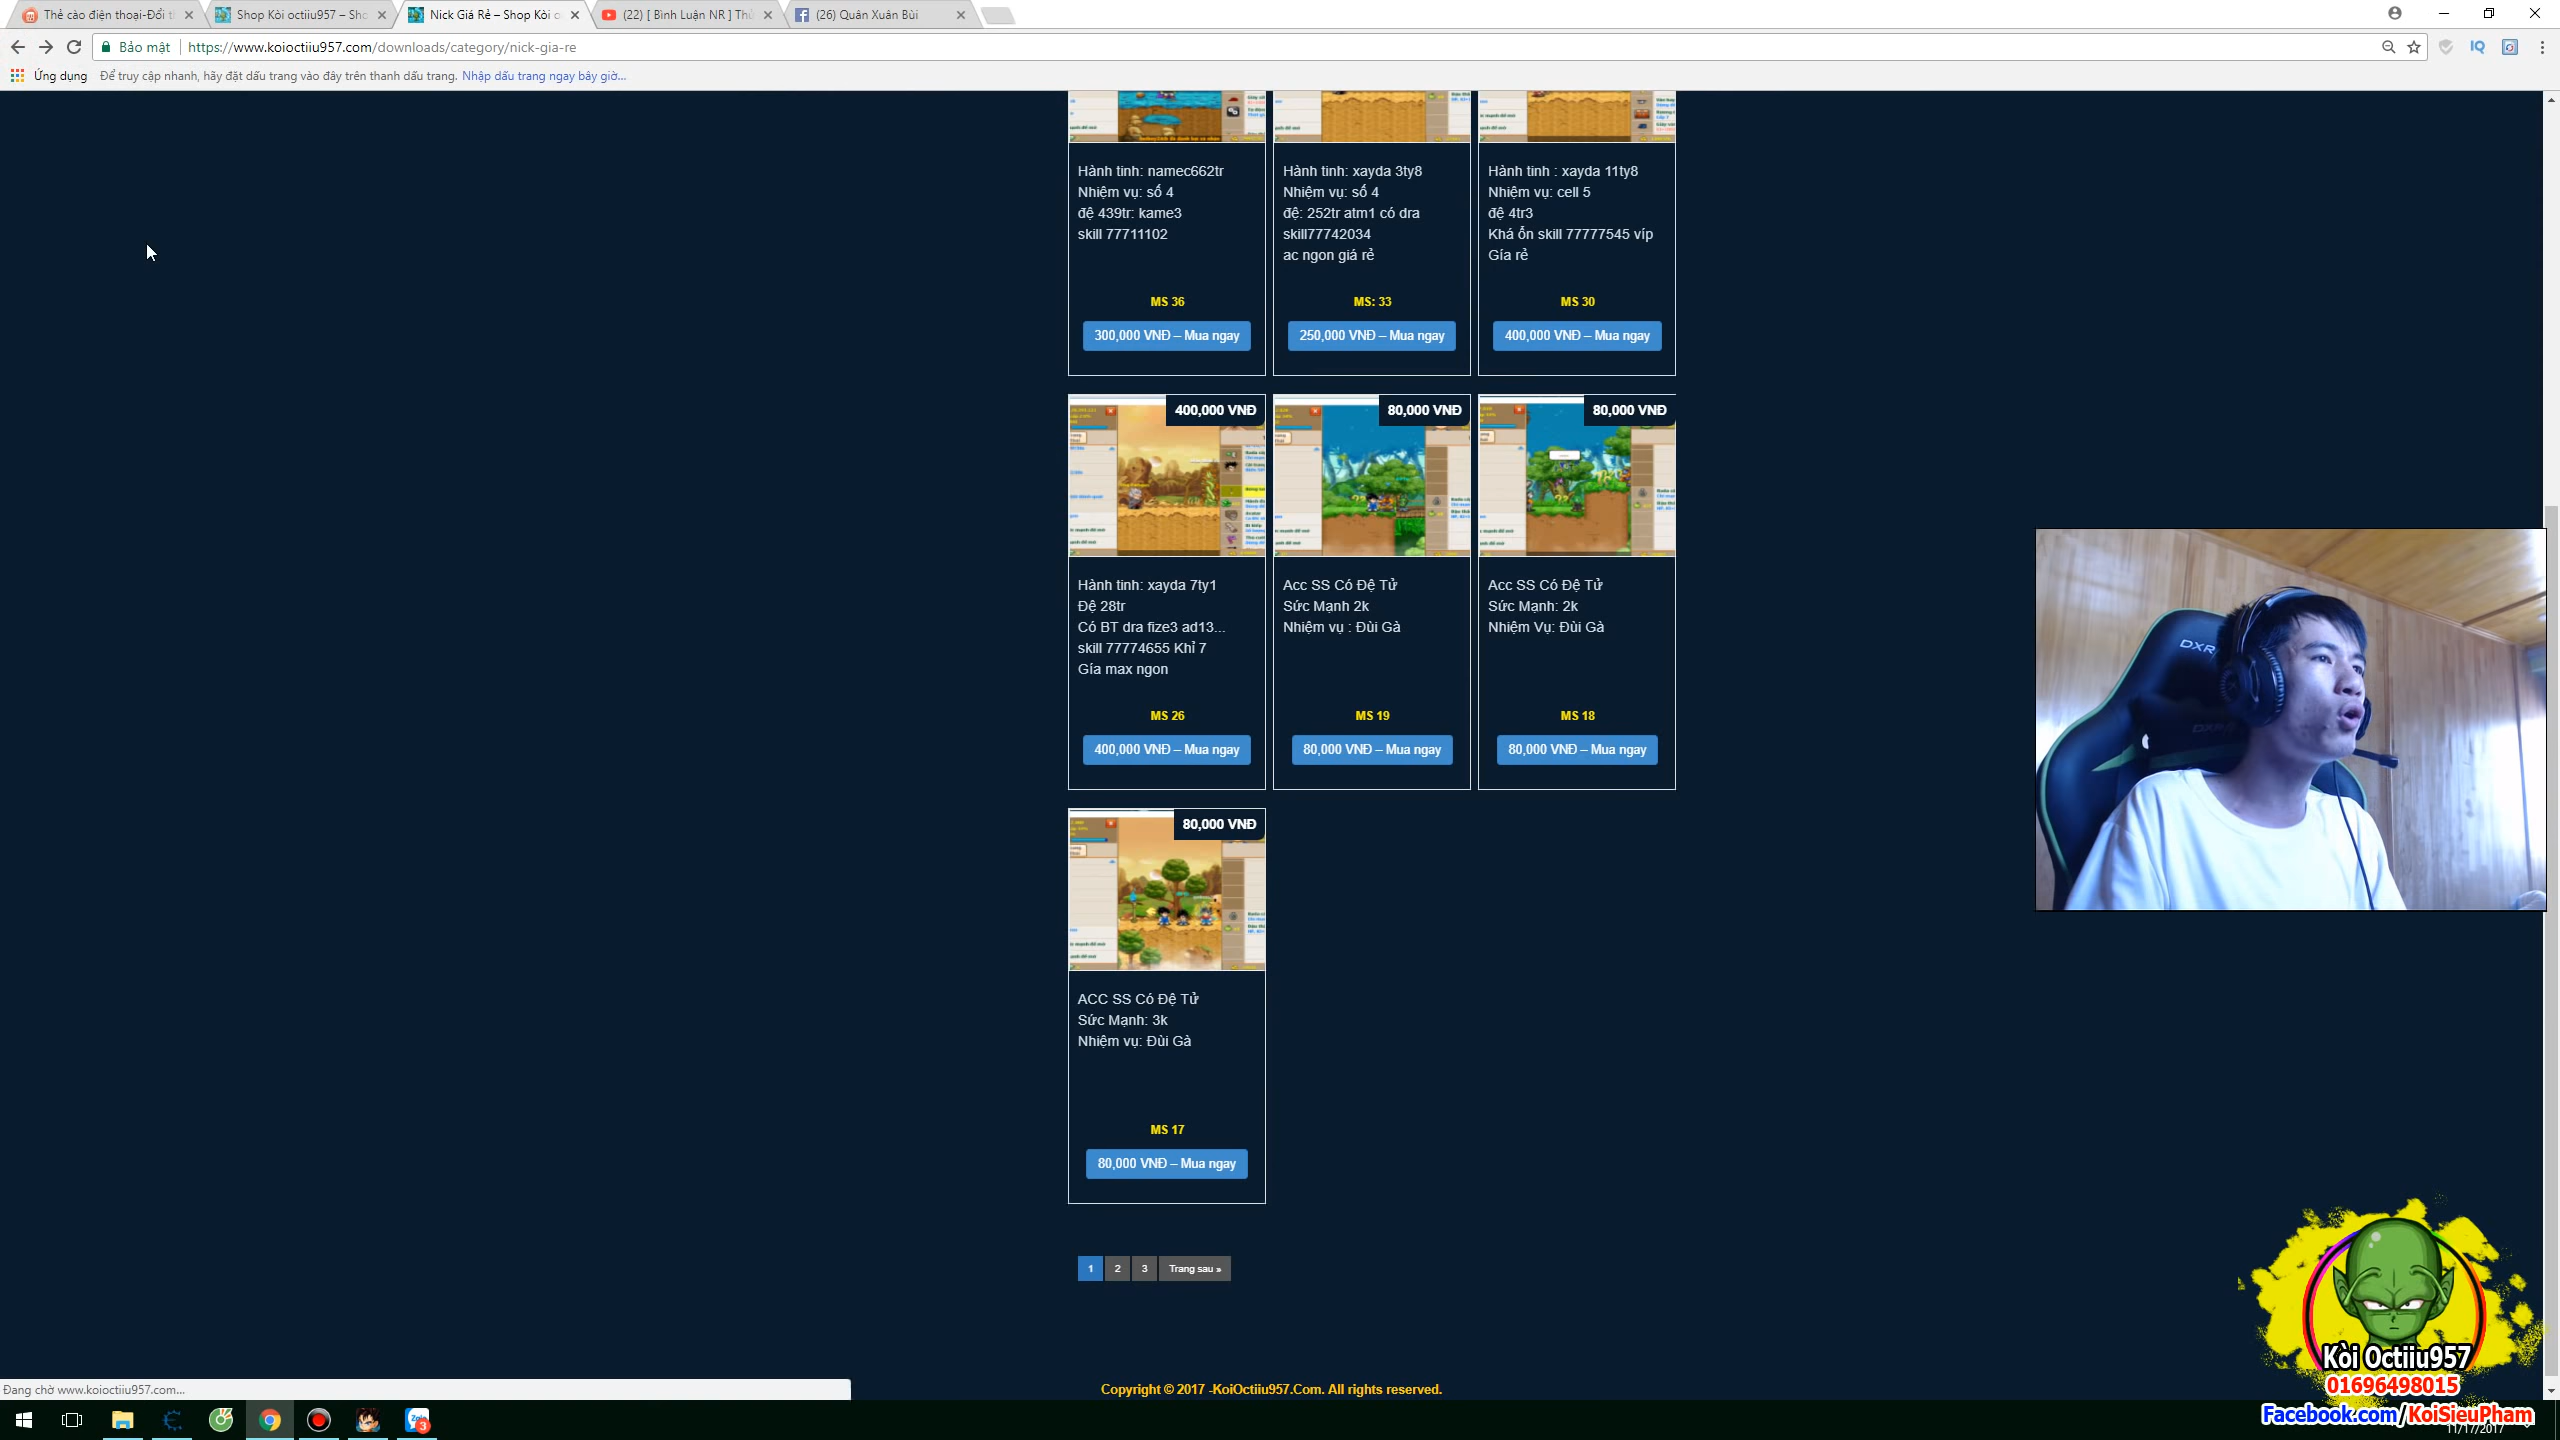 Thẻ cào điện thoại-Đổi t
Shop Kòi octiiu957 – Sho
Nick Giá Rẻ – Shop Kòi o
(22) [ Bình Luận NR ] Th
(26) Quân Xuân Bùi
Bảo mật
https://www.koioctiiu957.com/downloads/category/nick-gia-re
Ứng dụng
Để truy cập nhanh, hãy đặt dấu trang vào đây trên thanh dấu trang. Nhập dấu trang ngay bây giờ...
Hành tinh: namec662tr
Nhiệm vụ: số 4
đệ 439tr: kame3
skill 77711102
MS 36
300,000 VNĐ – Mua ngay
Hành tinh: xayda 3ty8
Nhiệm vụ: số 4
đệ: 252tr atm1 có dra
skill77742034
ac ngon giá rẻ
MS: 33
250,000 VNĐ – Mua ngay
Hành tinh : xayda 11ty8
Nhiệm vụ: cell 5
đệ 4tr3
Khá ổn skill 77777545 víp
Gía rẻ
MS 30
400,000 VNĐ – Mua ngay
400,000 VNĐ
Hành tinh: xayda 7ty1
Đệ 28tr
Có BT dra fize3 ad13...
skill 77774655 Khỉ 7
Gía max ngon
MS 26
400,000 VNĐ – Mua ngay
80,000 VNĐ
Acc SS Có Đệ Tử
Sức Mạnh 2k
Nhiệm vụ : Đùi Gà
MS 19
80,000 VNĐ – Mua ngay
80,000 VNĐ
Acc SS Có Đệ Tử
Sức Mạnh: 2k
Nhiệm Vụ: Đùi Gà
MS 18
80,000 VNĐ – Mua ngay
DXR
80,000 VNĐ
ACC SS Có Đệ Tử
Sức Mạnh: 3k
Nhiệm vụ: Đùi Gà
MS 17
80,000 VNĐ – Mua ngay
1 2 3 Trang sau »
Đang chờ www.koioctiiu957.com...
Copyright © 2017 -KoiOctiiu957.Com. All rights reserved.
Kòi Octiiu957
01696498015
Facebook.com/KoiSieuPham
11/17/2017